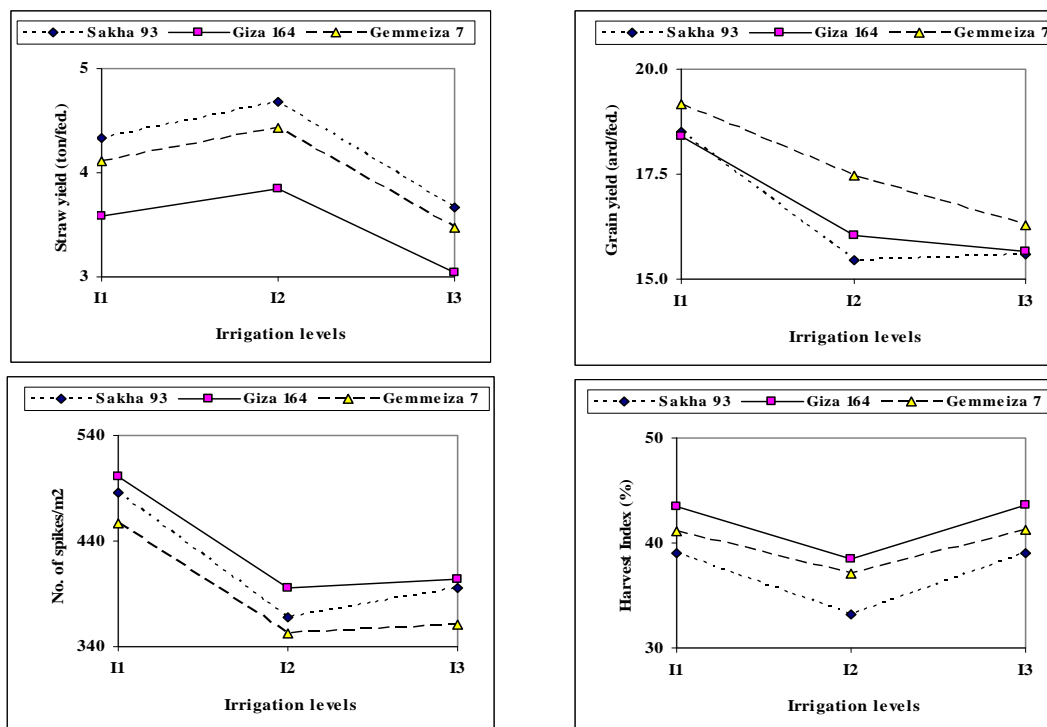 Sakha 93 Giza 164 Gemmeiza 7
5
4
3
Straw yield (ton/fed.)
I1 I2 I3
Irrigation levels
Sakha 93 Giza 164 Gemmeiza 7
20.0
17.5
15.0
Grain yield (ard/fed.)
I1 I2 I3
Irrigation levels
Sakha 93 Giza 164 Gemmeiza 7
540
440
340
No. of spikes/m2
I1 I2 I3
Irrigation levels
Sakha 93 Giza 164 Gemmeiza 7
50
40
30
Harvest Index (%)
I1 I2 I3
Irrigation levels